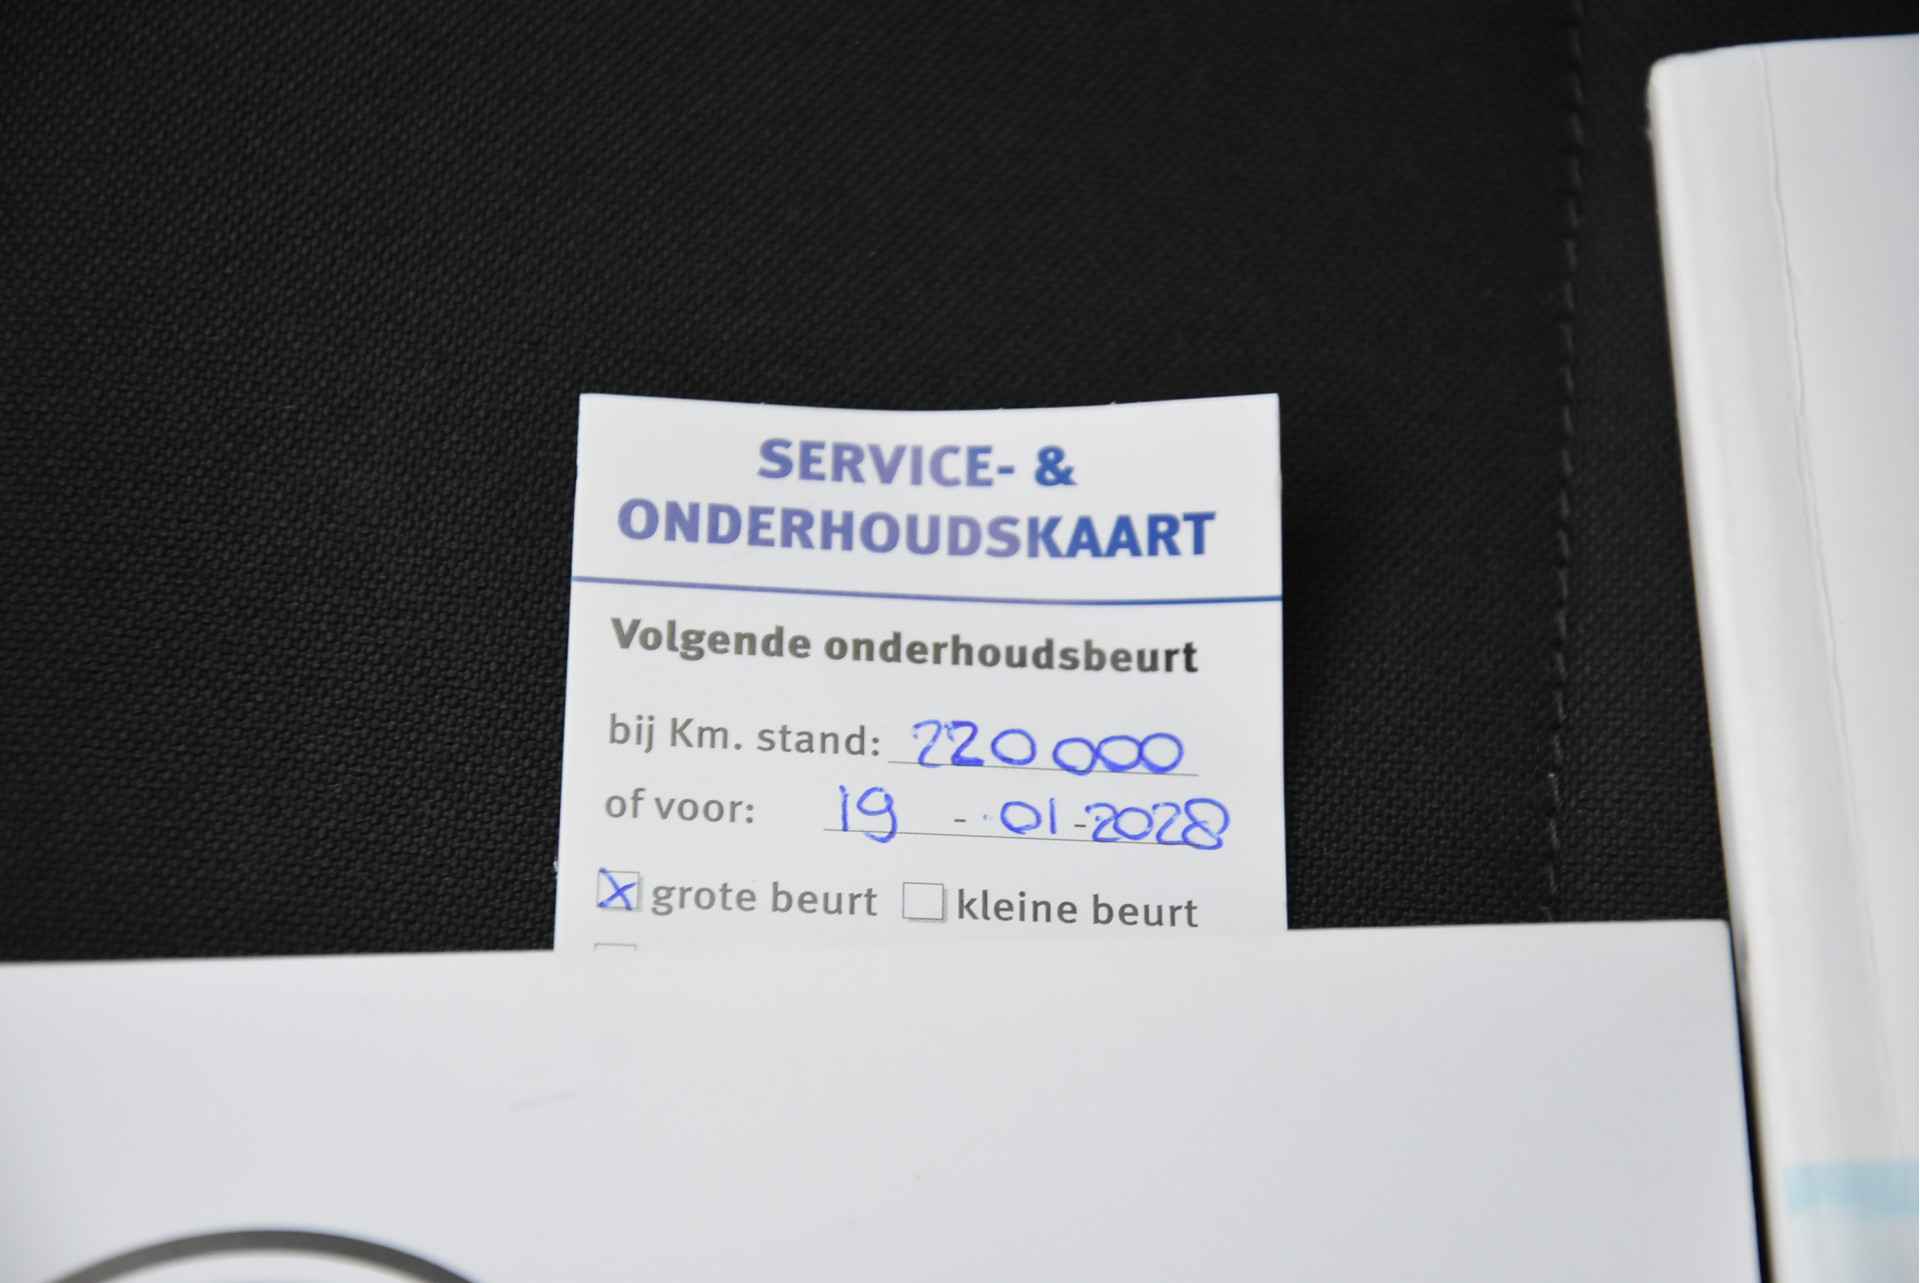 SERVICE- &
ONDERHOUDSKAART
Volgende onderhoudsbeurt
bij Km. stand: 220 000
of voor: 19 - 01 - 2028
X grote beurt kleine beurt